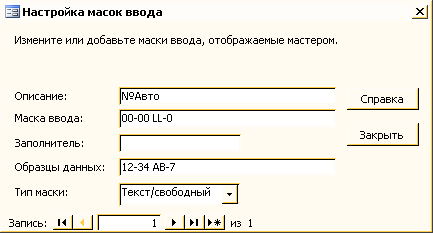 Настройка масок ввода
Измените или добавьте маски ввода, отображаемые мастером.
Описание: №Авто Справка
Маска ввода: 00-00 LL-0
Заполнитель: Закрыть
Образцы данных: 12-34 АВ-7
Тип маски: Текст/свободный
Запись: 1 из 1